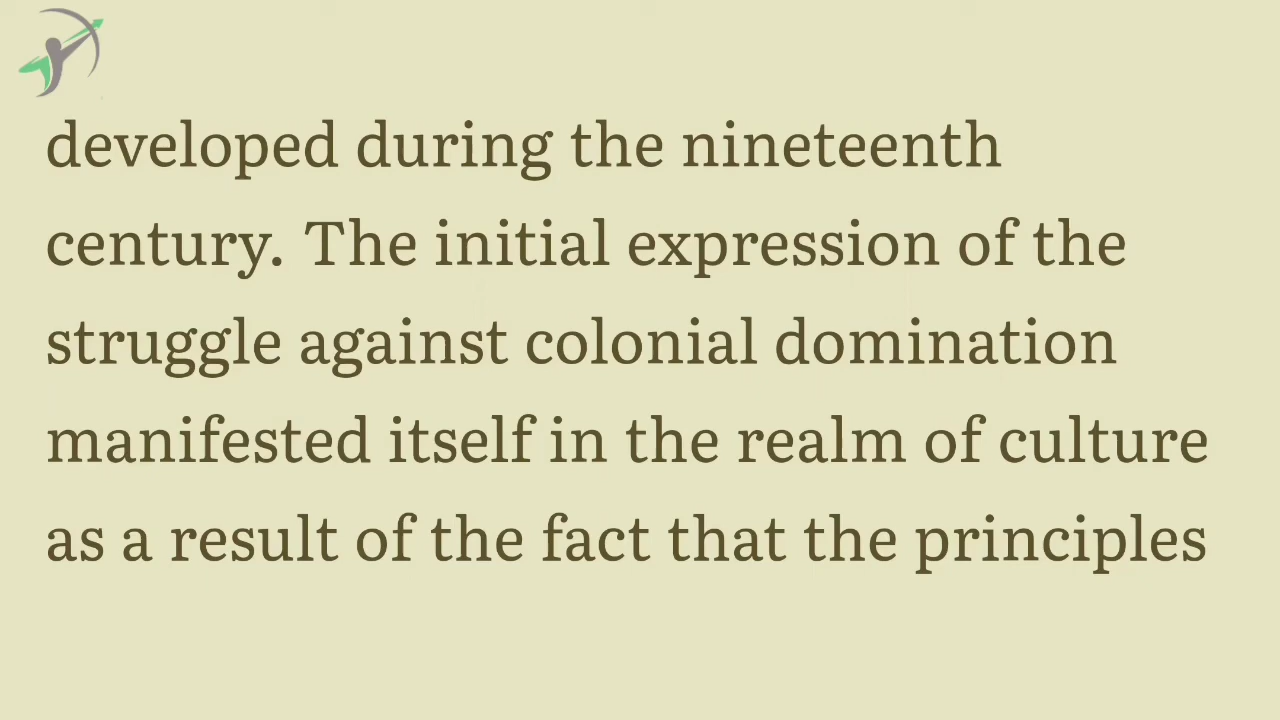 developed during the nineteenth
century. The initial expression of the
struggle against colonial domination
manifested itself in the realm of culture
as a result of the fact that the principles